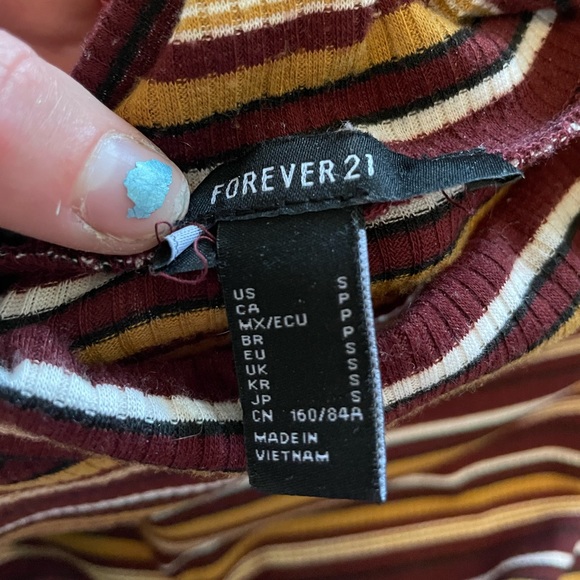 FOREVER 21
US S
CA P
MX/ECU P
BR P
EU S
UK S
KR S
JP S
CN 160/84A
MADE IN
VIETNAM